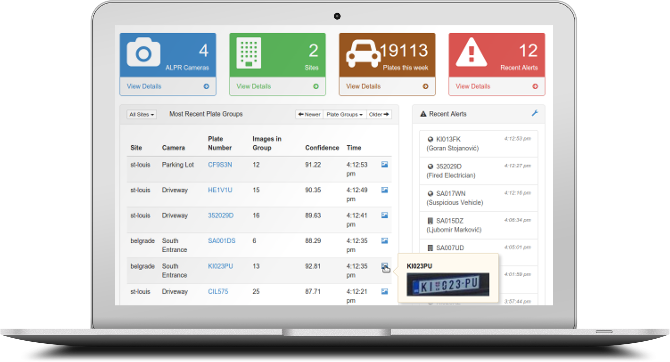 4
ALPR Cameras
View Details
2
Sites
View Details
19113
Plates this week
View Details
12
Recent Alerts
View Details
All Sites
Most Recent Plate Groups
Newer
Plate Groups
Older
Site Camera Plate Number Images in Group Confidence Time
st-louis Parking Lot CF9S3N 12 91.22 4:12:53 pm
st-louis Driveway HE1V1U 15 90.35 4:12:49 pm
st-louis Driveway 352029D 16 89.63 4:12:41 pm
belgrade South Entrance SA001DS 6 88.29 4:12:35 pm
belgrade South Entrance KI023PU 13 92.81 4:12:35 pm
st-louis Driveway CIL575 25 87.71 4:12:21 pm
KI023PU
KI 023-PU
Recent Alerts
KI013FK 4:12:53 pm
(Goran Stojanović)
352029D 4:12:27 pm
(Fired Electrician)
SA017WN 4:12:16 pm
(Suspicious Vehicle)
SA015DZ 4:08:34 pm
(Ljubomir Marković)
SA007UD 4:05:01 pm
4:01:59 pm
3:57:44 pm